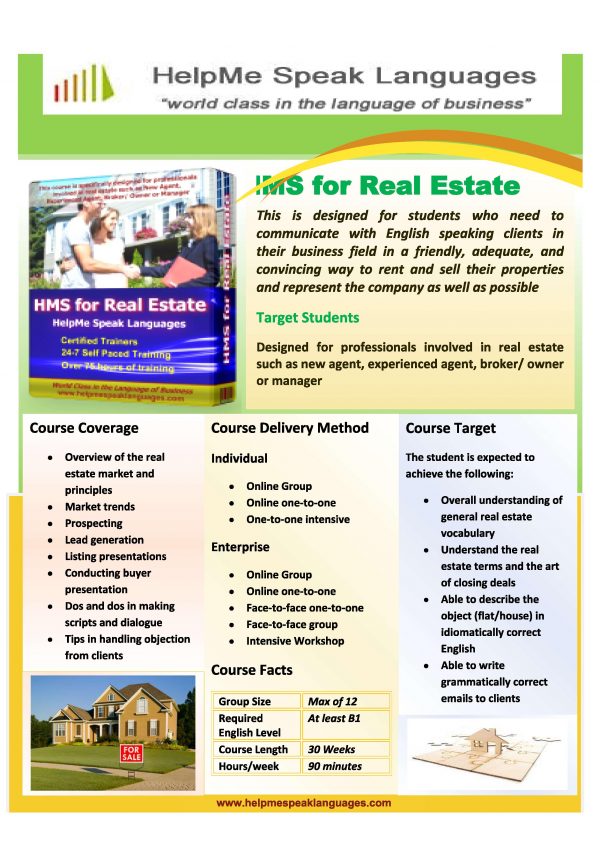 HelpMe Speak Languages
"world class in the language of business"
HMS for Real Estate
This is designed for students who need to
communicate with English speaking clients in
their business field in a friendly, adequate, and
convincing way to rent and sell their properties
and represent the company as well as possible
Target Students
Designed for professionals involved in real estate
such as new agent, experienced agent, broker/ owner
or manager
This course is specifically designed for professionals
involved in real estate such as New Agent,
Experienced Agent, Broker/ Owner or Manager
HMS for Real Estate
HelpMe Speak Languages
Certified Trainers
24-7 Self Paced Training
Over 75 hours of training
World Class in the Language of Business
www.helpmespeaklanguages.com
HMS for Real Estate
Course Coverage
• Overview of the real
estate market and
principles
• Market trends
• Prospecting
• Lead generation
• Listing presentations
• Conducting buyer
presentation
• Dos and dos in making
scripts and dialogue
• Tips in handling objection
from clients
FOR
SALE
Course Delivery Method
Individual
• Online Group
• Online one-to-one
• One-to-one intensive
Enterprise
• Online Group
• Online one-to-one
• Face-to-face one-to-one
• Face-to-face group
• Intensive Workshop
Course Facts
Group Size Max of 12
Required At least B1
English Level
Course Length 30 Weeks
Hours/week 90 minutes
Course Target
The student is expected to
achieve the following:
• Overall understanding of
general real estate
vocabulary
• Understand the real
estate terms and the art
of closing deals
• Able to describe the
object (flat/house) in
idiomatically correct
English
• Able to write
grammatically correct
emails to clients
www.helpmespeaklanguages.com